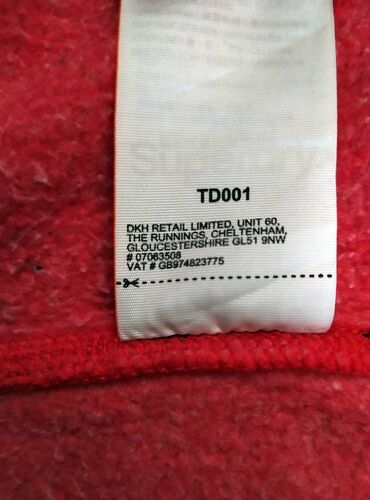 TD001
DKH RETAIL LIMITED, UNIT 60,
THE RUNNINGS, CHELTENHAM,
GLOUCESTERSHIRE GL51 9NW
# 07063508
VAT # GB974823775